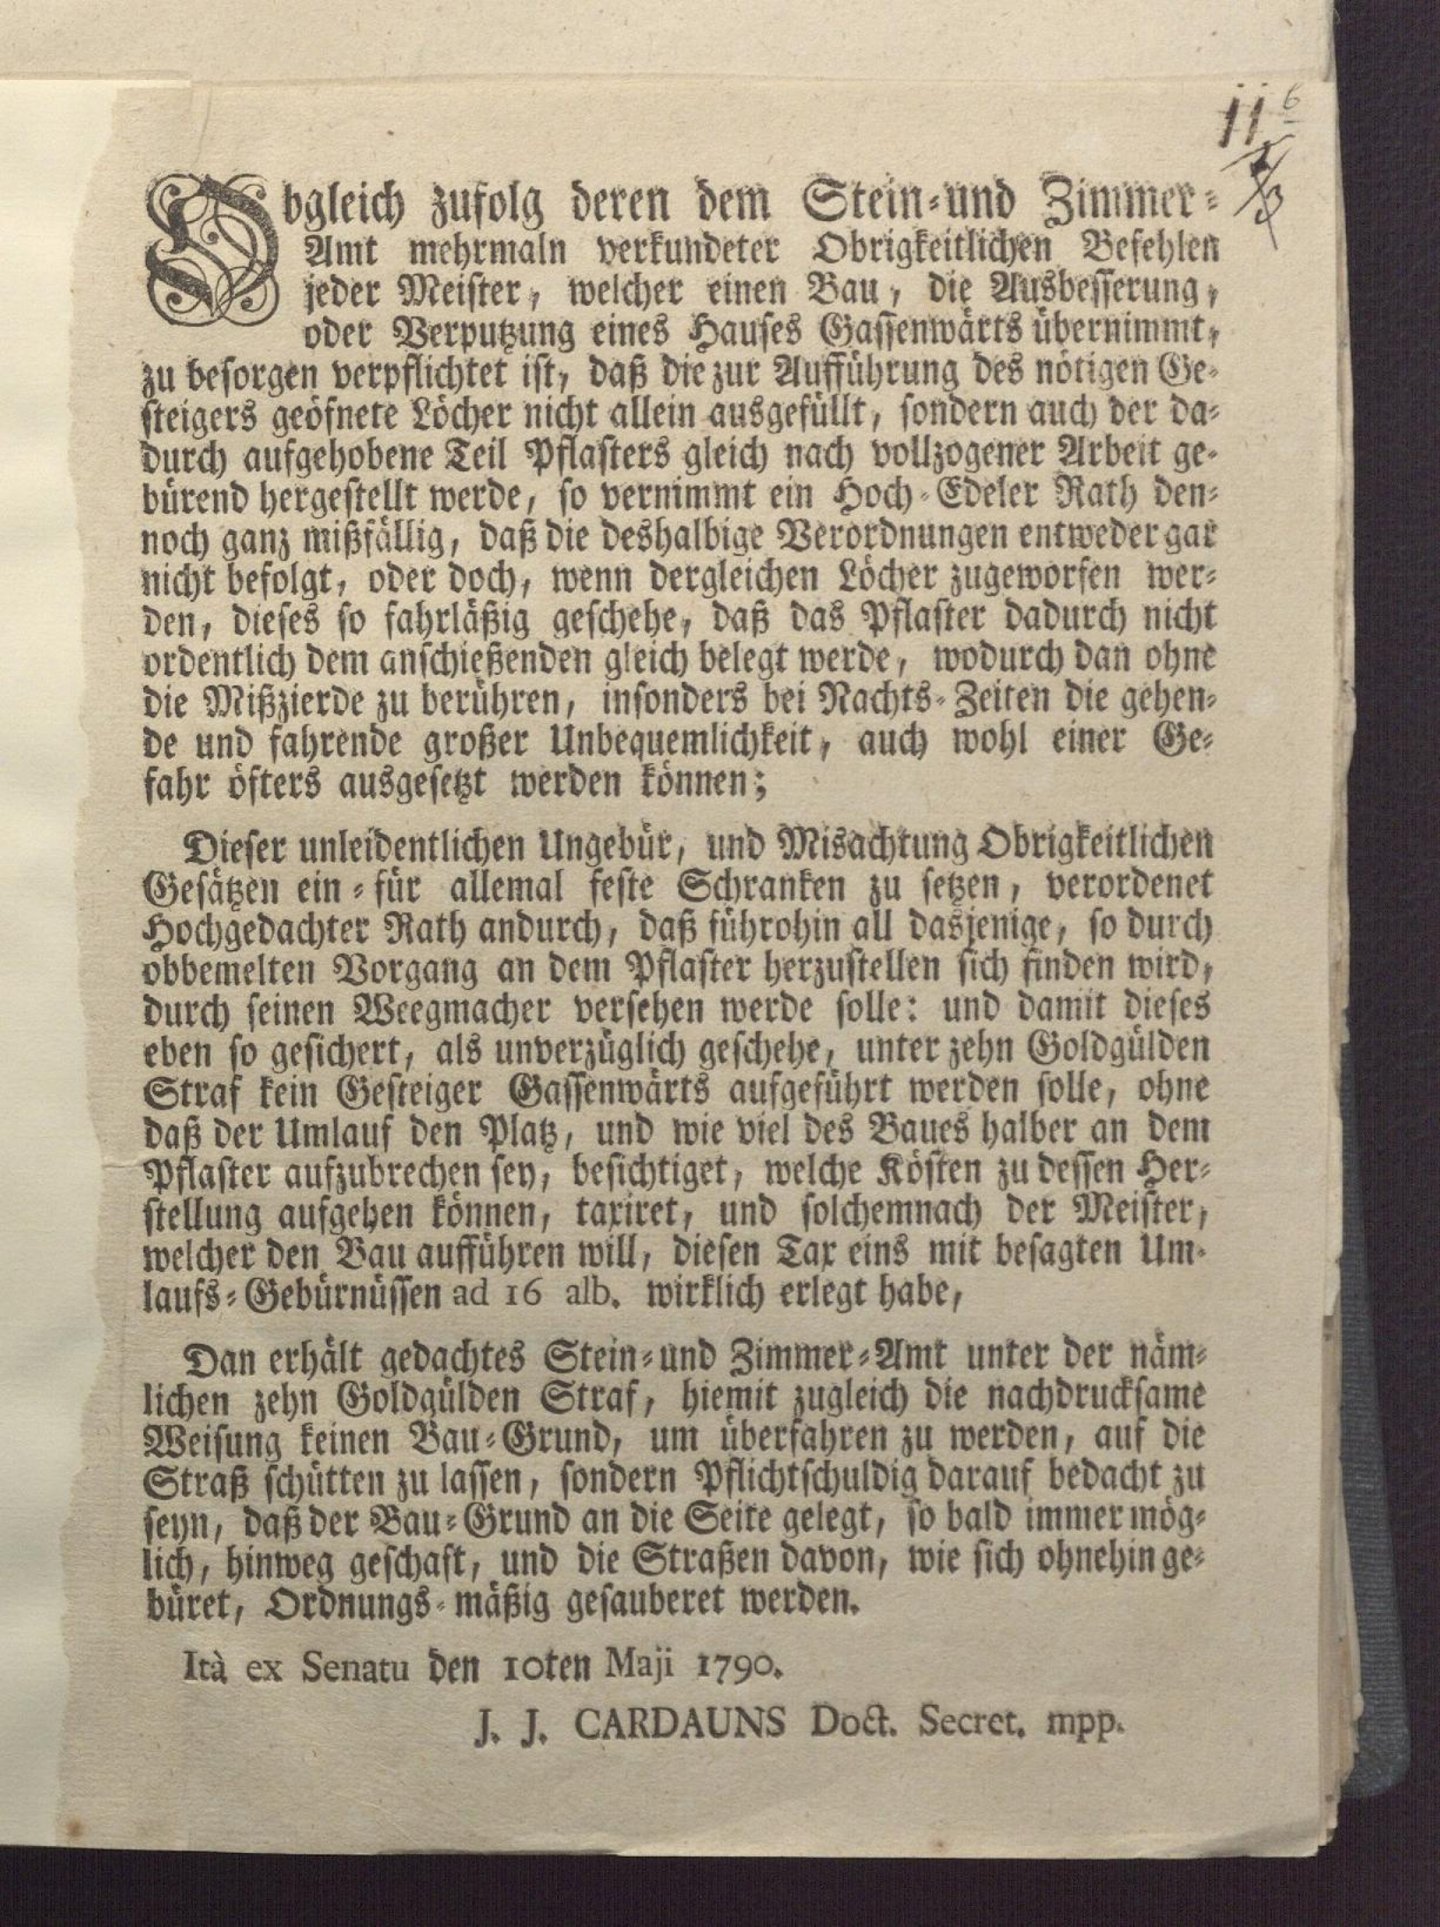 116
Obgleich zufolg deren dem Stein-und Zimmer-
Amt mehrmaln verkundeter Obrigkeitlichen Befehlen
jeder Meister, welcher einen Bau, die Ausbesserung,
oder Verputzung eines Hauses Gassenwärts übernimmt,
zu besorgen verpflichtet ist, daß die zur Aufführung des nötigen Ge-
steigers geöfnete Löcher nicht allein ausgefüllt, sondern auch der da-
durch aufgehobene Teil Pflasters gleich nach vollzogener Arbeit ge-
bürend hergestellt werde, so vernimmt ein Hoch-Edeler Rath den-
noch ganz mißfällig, daß die deshalbige Verordnungen entweder gar
nicht befolgt, oder doch, wenn dergleichen Löcher zugeworfen wer-
den, dieses so fahrläßig geschehe, daß das Pflaster dadurch nicht
ordentlich dem anschießenden gleich belegt werde, wodurch dan ohne
die Mißzierde zu berühren, insonders bei Nachts-Zeiten die gehen-
de und fahrende großer Unbequemlichkeit, auch wohl einer Ge-
fahr öfters ausgesetzt werden können;
Dieser unleidentlichen Ungebür, und Misachtung Obrigkeitlichen
Gesätzen ein-für allemal feste Schranken zu setzen, verordenet
Hochgedachter Rath andurch, daß führohin all dasjenige, so durch
obbemelten Vorgang an dem Pflaster herzustellen sich finden wird,
durch seinen Weegmacher versehen werde solle: und damit dieses
eben so gesichert, als unverzüglich geschehe, unter zehn Goldgülden
Straf kein Gesteiger Gassenwärts aufgeführt werden solle, ohne
daß der Umlauf den Platz, und wie viel des Baues halber an dem
Pflaster aufzubrechen sey, besichtiget, welche Kösten zu dessen Her-
stellung aufgehen können, taxiret, und solchemnach der Meister,
welcher den Bau aufführen will, diesen Tax eins mit besagten Um-
laufs-Gebürnüssen ad 16 alb. wirklich erlegt habe,
Dan erhält gedachtes Stein-und Zimmer-Amt unter der näm-
lichen zehn Goldgülden Straf, hiemit zugleich die nachdrucksame
Weisung keinen Bau-Grund, um überfahren zu werden, auf die
Straß schütten zu lassen, sondern Pflichtschuldig darauf bedacht zu
seyn, daß der Bau-Grund an die Seite gelegt, so bald immer mög-
lich, hinweg geschaft, und die Straßen davon, wie sich ohnehin ge-
büret, Ordnungs-mäßig gesauberet werden.
Ità ex Senatu den 10ten Maji 1790.
J. J. CARDAUNS Doct. Secret. mpp.